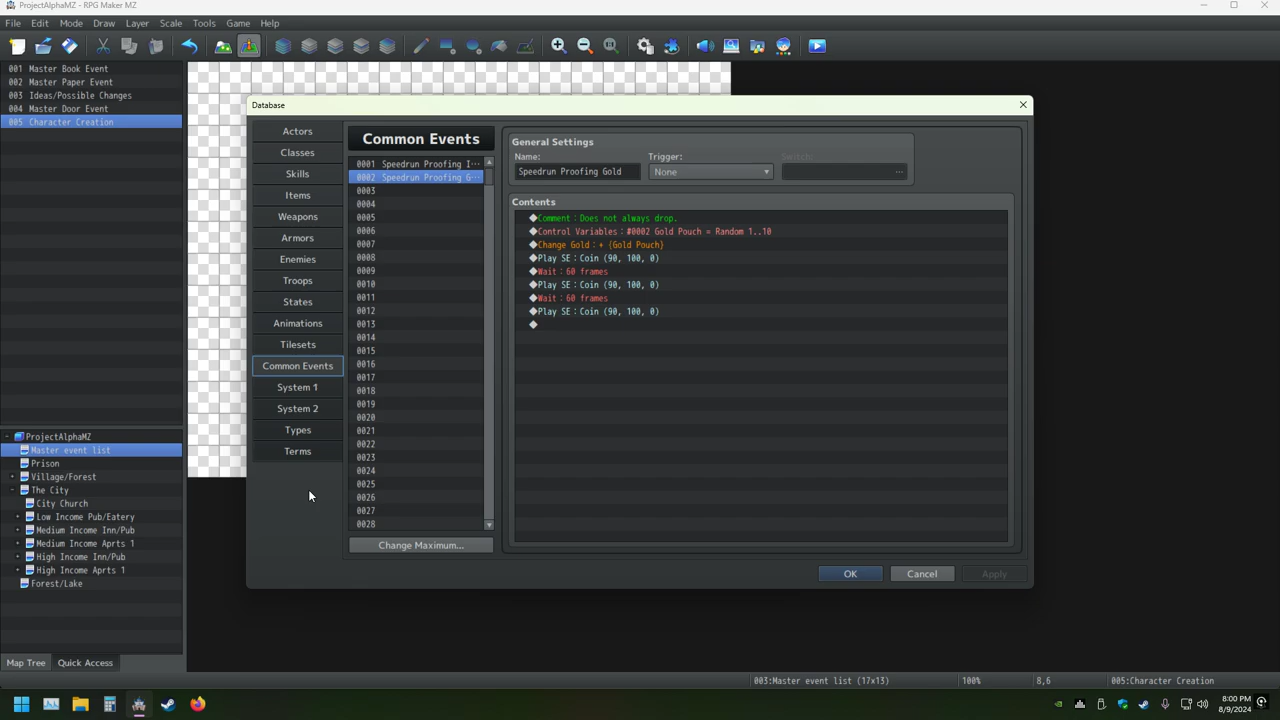 ProjectAlphaMZ - RPG Maker MZ
File Edit Mode Draw Layer Scale Tools Game Help
001 Master Book Event
002 Master Paper Event
003 Ideas/Possible Changes
004 Master Door Event
005 Character Creation
Database
Actors
Classes
Skills
Items
Weapons
Armors
Enemies
Troops
States
Animations
Tilesets
Common Events
System 1
System 2
Types
Terms
Common Events
0001 Speedrun Proofing I...
0002 Speedrun Proofing G...
0003
0004
0005
0006
0007
0008
0009
0010
0011
0012
0013
0014
0015
0016
0017
0018
0019
0020
0021
0022
0023
0024
0025
0026
0027
0028
Change Maximum...
General Settings
Name: Trigger: Switch:
Speedrun Proofing Gold None ...
Contents
◆Comment：Does not always drop.
◆Control Variables：#0002 Gold Pouch = Random 1..10
◆Change Gold：+ {Gold Pouch}
◆Play SE：Coin (90, 100, 0)
◆Wait：60 frames
◆Play SE：Coin (90, 100, 0)
◆Wait：60 frames
◆Play SE：Coin (90, 100, 0)
◆
OK Cancel Apply
ProjectAlphaMZ
Master event list
Prison
Village/Forest
The City
City Church
Low Income Pub/Eatery
Medium Income Inn/Pub
Medium Income Aprts 1
High Income Inn/Pub
High Income Aprts 1
Forest/Lake
Map Tree Quick Access
003:Master event list (17x13) 100% 8,6 005:Character Creation
8:00 PM
8/9/2024